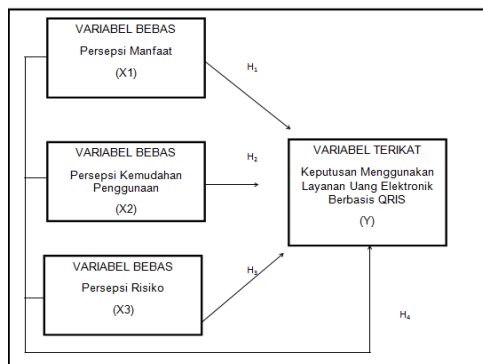 VARIABEL BEBAS
Persepsi Manfaat
(X1)
H1
VARIABEL BEBAS
Persepsi Kemudahan
Penggunaan
(X2)
H2
VARIABEL TERIKAT
Keputusan Menggunakan
Layanan Uang Elektronik
Berbasis QRIS
(Y)
VARIABEL BEBAS
Persepsi Risiko
(X3)
H3
H4